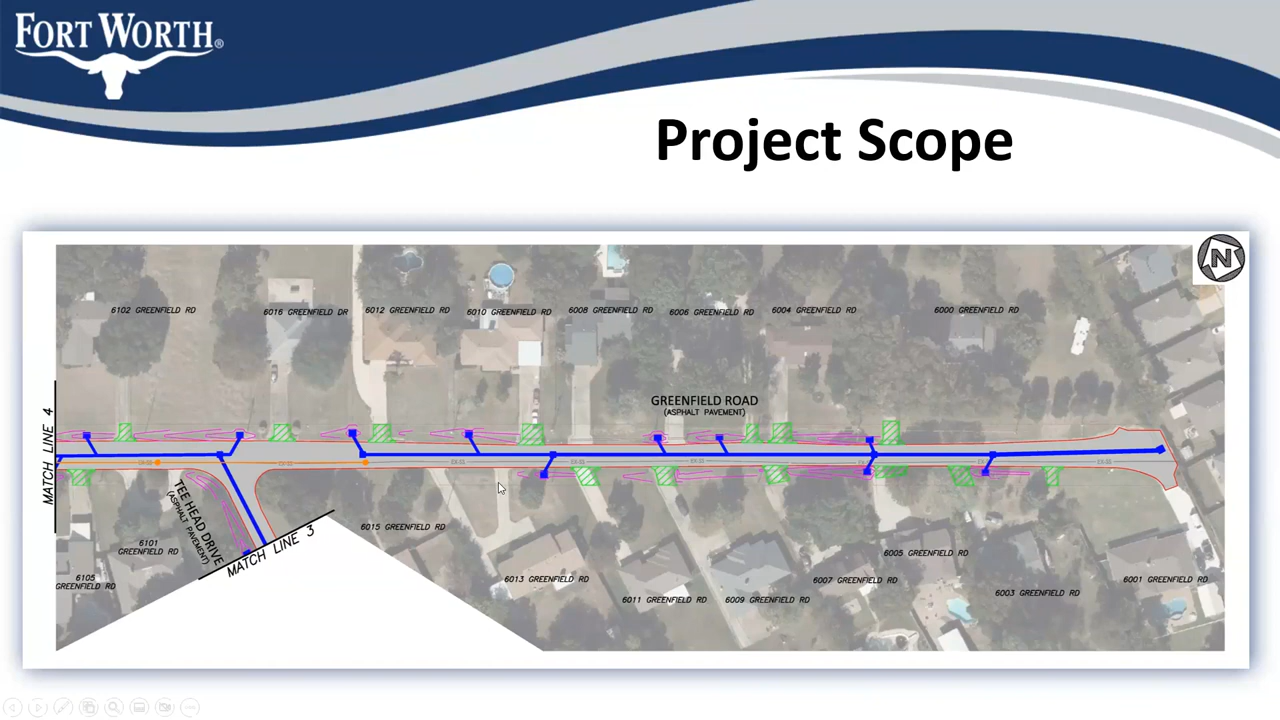 FORT WORTH®
Project Scope
N
6102 GREENFIELD RD
6016 GREENFIELD DR
6012 GREENFIELD RD
6010 GREENFIELD RD
6008 GREENFIELD RD
6006 GREENFIELD RD
6004 GREENFIELD RD
6000 GREENFIELD RD
GREENFIELD ROAD
(ASPHALT PAVEMENT)
MATCH LINE 4
TEE HEAD DRIVE
(ASPHALT PAVEMENT)
MATCH LINE 3
6101
GREENFIELD RD
6105
GREENFIELD RD
6015 GREENFIELD RD
6013 GREENFIELD RD
6011 GREENFIELD RD
6009 GREENFIELD RD
6007 GREENFIELD RD
6005 GREENFIELD RD
6003 GREENFIELD RD
6001 GREENFIELD RD